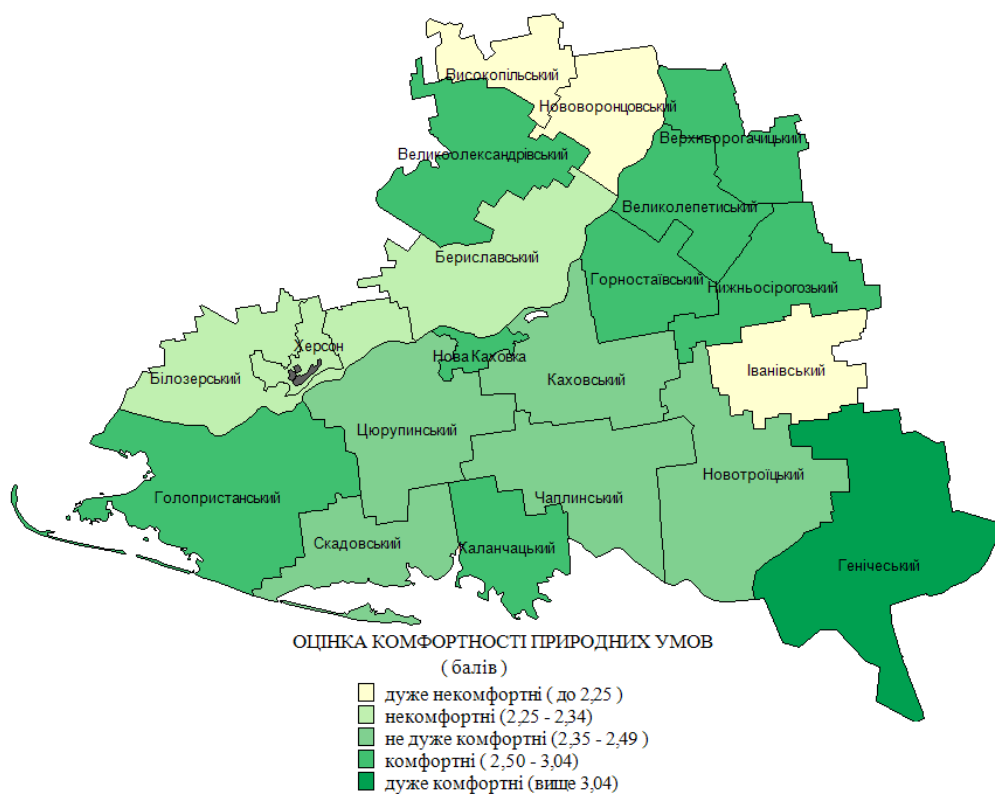 Високопільський
Нововоронцовський
Верхньорогачицький
Великоолександрівський
Великолепетиський
Бериславський
Горностаївський
Нижньосірогозький
Херсон
Нова Каховка
Білозерський
Каховський
Іванівський
Цюрупинський
Новотроїцький
Голопристанський
Чаплинський
Скадовський
Каланчацький
Генічеський
ОЦІНКА КОМФОРТНОСТІ ПРИРОДНИХ УМОВ
( балів )
дуже некомфортні ( до 2,25 )
некомфортні (2,25 - 2,34)
не дуже комфортні (2,35 - 2,49 )
комфортні ( 2,50 - 3,04)
дуже комфортні (вище 3,04)